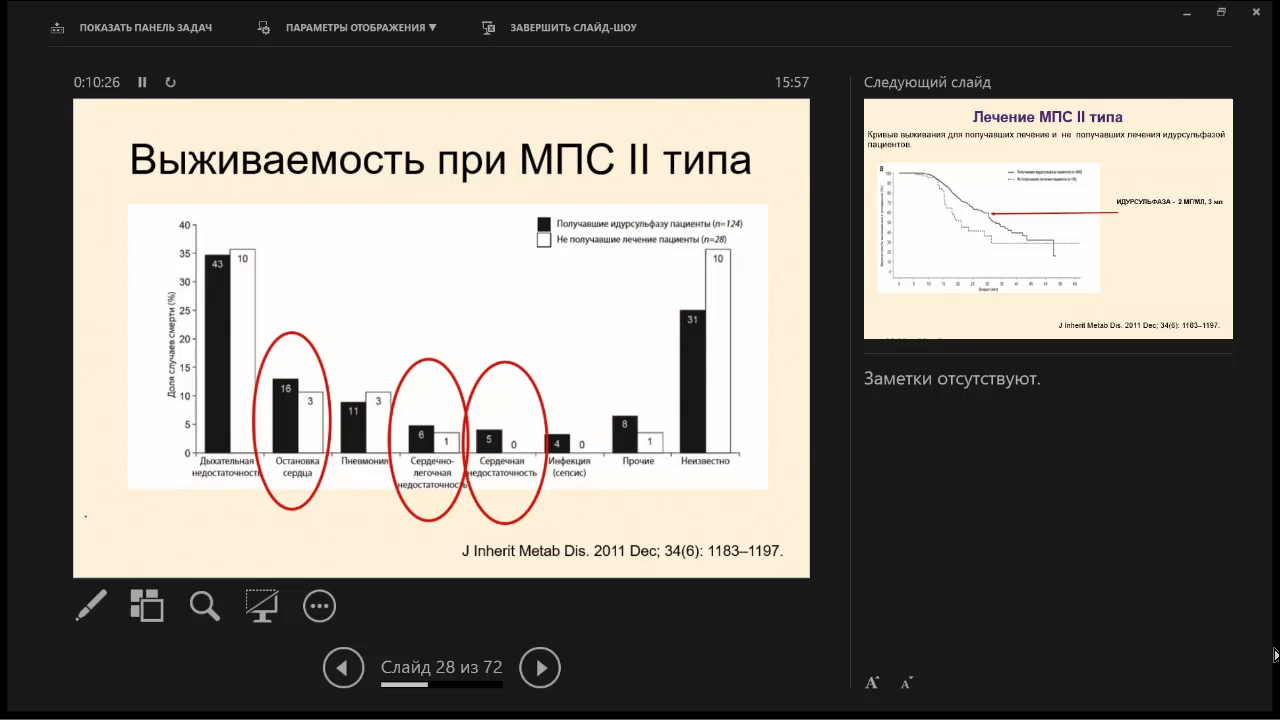 ПОКАЗАТЬ ПАНЕЛЬ ЗАДАЧ
ПАРАМЕТРЫ ОТОБРАЖЕНИЯ ▼
ЗАВЕРШИТЬ СЛАЙД-ШОУ
0:10:26
15:57
Выживаемость при МПС II типа
Получавшие идурсульфазу пациенты (n=124)
Не получавшие лечение пациенты (n=28)
Доля случаев смерти (%)
40
35
30
25
20
15
10
5
0
43
10
16
3
11
3
6
1
5
0
4
0
8
1
31
10
Дыхательная
недостаточность
Остановка
сердца
Пневмония
Сердечно-
легочная
недостаточность
Сердечная
недостаточность
Инфекция
(сепсис)
Прочие
Неизвестно
J Inherit Metab Dis. 2011 Dec; 34(6): 1183–1197.
Слайд 28 из 72
Следующий слайд
Лечение МПС II типа
Кривые выживания для получавших лечение и не получавших лечения идурсульфазой
пациентов.
ИДУРСУЛЬФАЗА - 2 МГ/МЛ, 3 мл
J Inherit Metab Dis. 2011 Dec; 34(6): 1183–1197.
Заметки отсутствуют.
A A